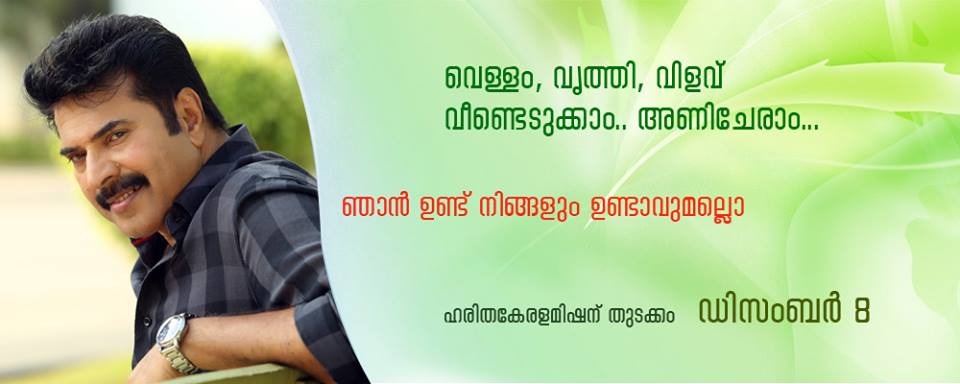 വെള്ളം, വൃത്തി, വിളവ്
വീണ്ടെടുക്കാം.. അണിചേരാം...
ഞാൻ ഉണ്ട് നിങ്ങളും ഉണ്ടാവുമല്ലൊ
ഹരിതകേരളമിഷന് തുടക്കം ഡിസംബർ 8